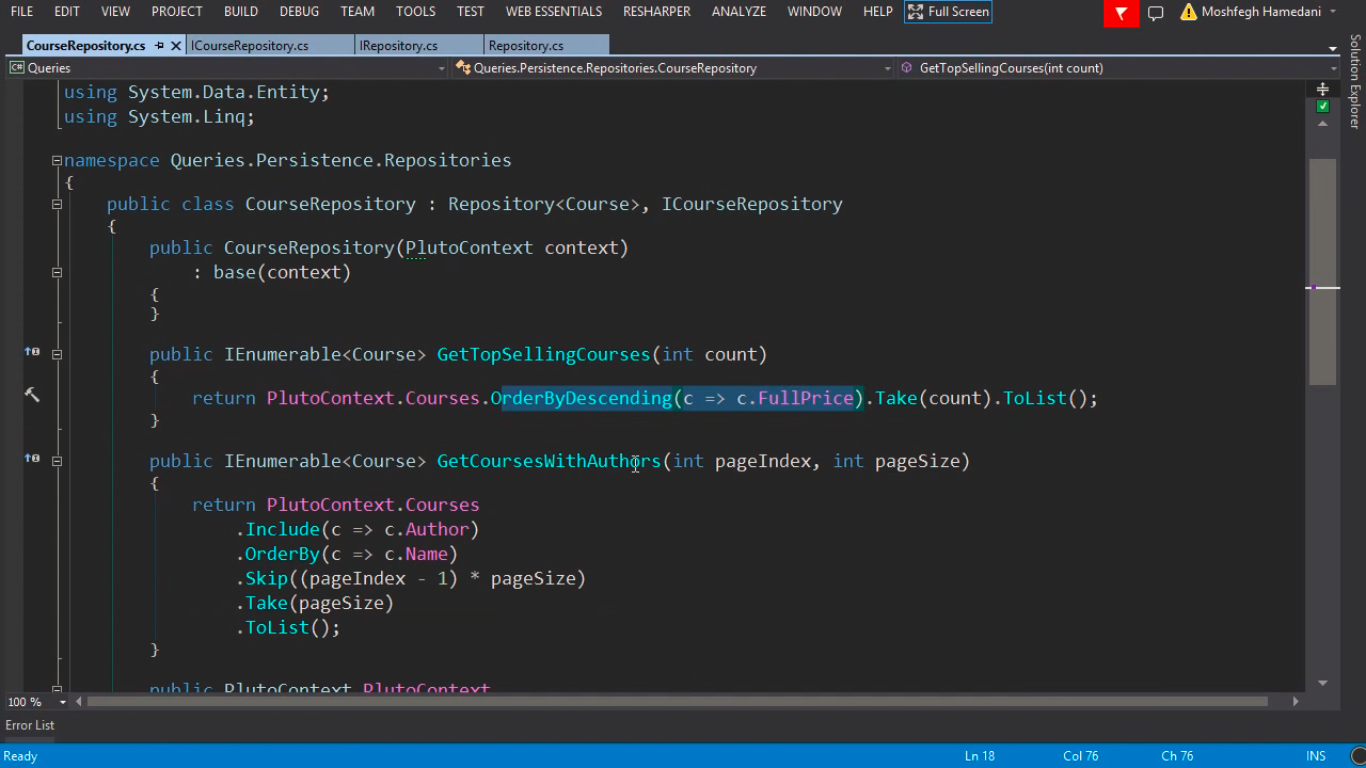 FILE EDIT VIEW PROJECT BUILD DEBUG TEAM TOOLS TEST WEB ESSENTIALS RESHARPER ANALYZE WINDOW HELP Full Screen Moshfegh Hamedani
CourseRepository.cs ICourseRepository.cs IRepository.cs Repository.cs
Queries Queries.Persistence.Repositories.CourseRepository GetTopSellingCourses(int count)
Solution Explorer
using System.Data.Entity;
using System.Linq;
namespace Queries.Persistence.Repositories
{
public class CourseRepository : Repository<Course>, ICourseRepository
{
public CourseRepository(PlutoContext context)
: base(context)
{
}
public IEnumerable<Course> GetTopSellingCourses(int count)
{
return PlutoContext.Courses.OrderByDescending(c => c.FullPrice).Take(count).ToList();
}
public IEnumerable<Course> GetCoursesWithAuthors(int pageIndex, int pageSize)
{
return PlutoContext.Courses
.Include(c => c.Author)
.OrderBy(c => c.Name)
.Skip((pageIndex - 1) * pageSize)
.Take(pageSize)
.ToList();
}
public PlutoContext PlutoContext
100 %
Error List
Ready Ln 18 Col 76 Ch 76 INS